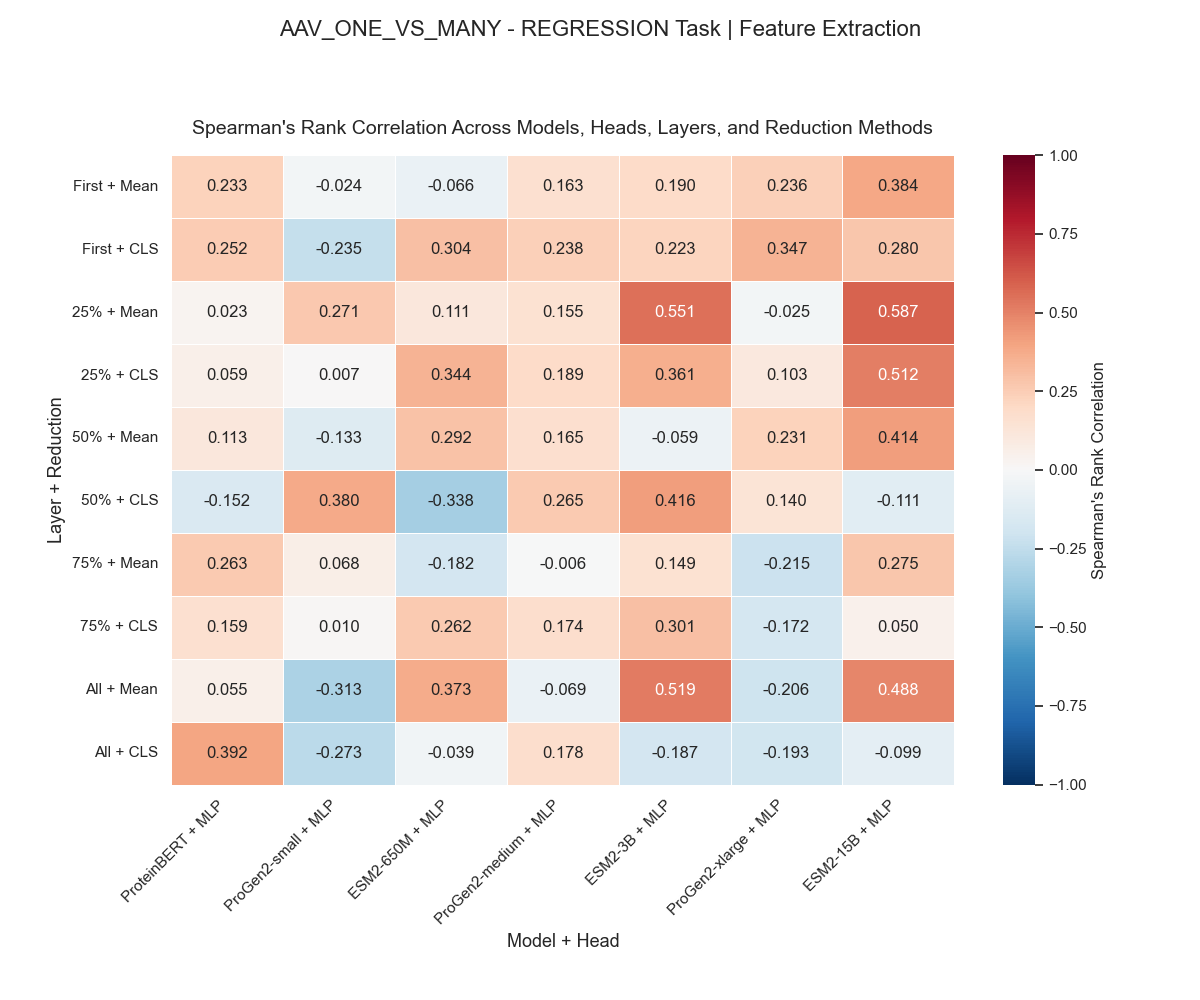 AAV_ONE_VS_MANY - REGRESSION Task | Feature Extraction
Spearman's Rank Correlation Across Models, Heads, Layers, and Reduction Methods
Layer + Reduction
First + Mean 0.233 -0.024 -0.066 0.163 0.190 0.236 0.384
First + CLS 0.252 -0.235 0.304 0.238 0.223 0.347 0.280
25% + Mean 0.023 0.271 0.111 0.155 0.551 -0.025 0.587
25% + CLS 0.059 0.007 0.344 0.189 0.361 0.103 0.512
50% + Mean 0.113 -0.133 0.292 0.165 -0.059 0.231 0.414
50% + CLS -0.152 0.380 -0.338 0.265 0.416 0.140 -0.111
75% + Mean 0.263 0.068 -0.182 -0.006 0.149 -0.215 0.275
75% + CLS 0.159 0.010 0.262 0.174 0.301 -0.172 0.050
All + Mean 0.055 -0.313 0.373 -0.069 0.519 -0.206 0.488
All + CLS 0.392 -0.273 -0.039 0.178 -0.187 -0.193 -0.099
ProteinBERT + MLP
ProGen2-small + MLP
ESM2-650M + MLP
ProGen2-medium + MLP
ESM2-3B + MLP
ProGen2-xlarge + MLP
ESM2-15B + MLP
Model + Head
1.00
0.75
0.50
0.25
0.00
−0.25
−0.50
−0.75
−1.00
Spearman's Rank Correlation